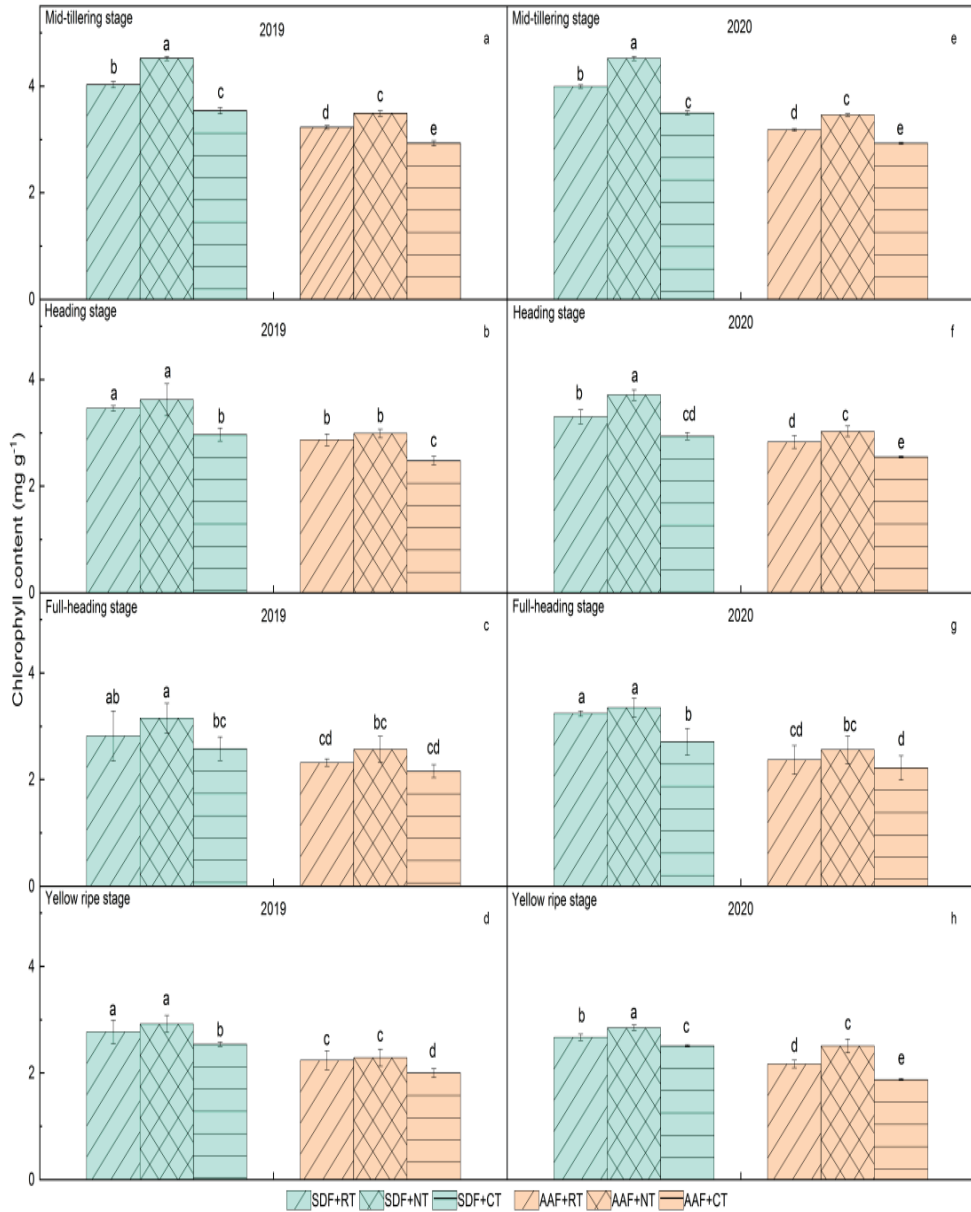 Mid-tillering stage
2019
a
4
2
0
b
a
c
d
c
e
Mid-tillering stage
2020
e
b
a
c
d
c
e
Heading stage
2019
b
4
2
0
a
a
b
b
b
c
Heading stage
2020
f
b
a
cd
d
c
e
Full-heading stage
2019
c
4
2
0
ab
a
bc
cd
bc
cd
Full-heading stage
2020
g
a
a
b
cd
bc
d
Yellow ripe stage
2019
d
4
2
0
a
a
b
c
c
d
Yellow ripe stage
2020
h
b
a
c
d
c
e
Chlorophyll content (mg g⁻¹)
SDF+RT SDF+NT SDF+CT AAF+RT AAF+NT AAF+CT